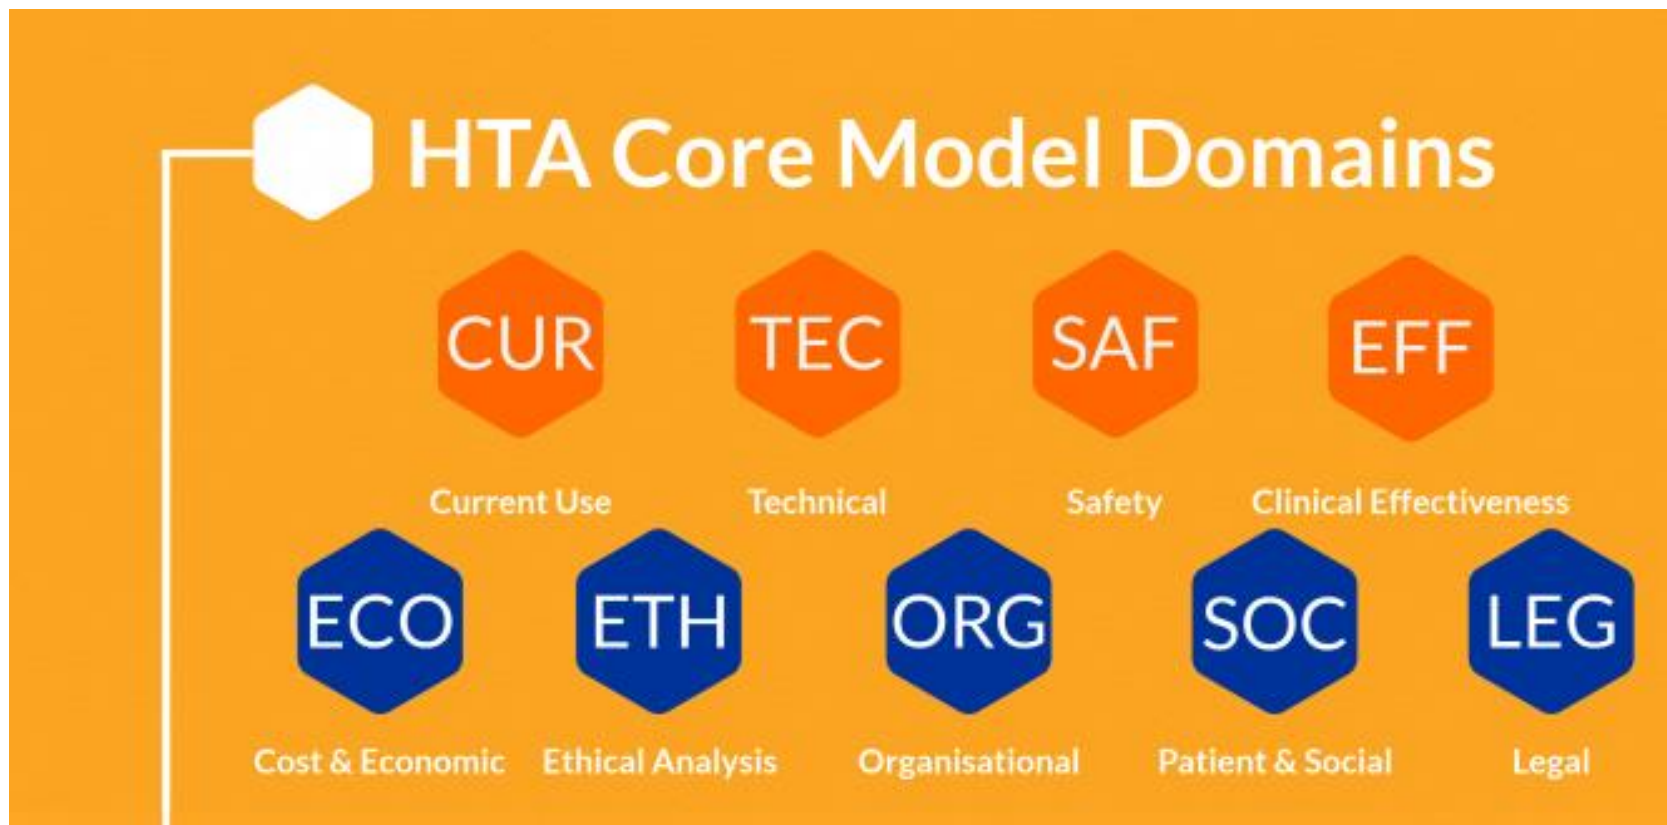 HTA Core Model Domains
CUR TEC SAF EFF
Current Use Technical Safety Clinical Effectiveness
ECO ETH ORG SOC LEG
Cost & Economic Ethical Analysis Organisational Patient & Social Legal